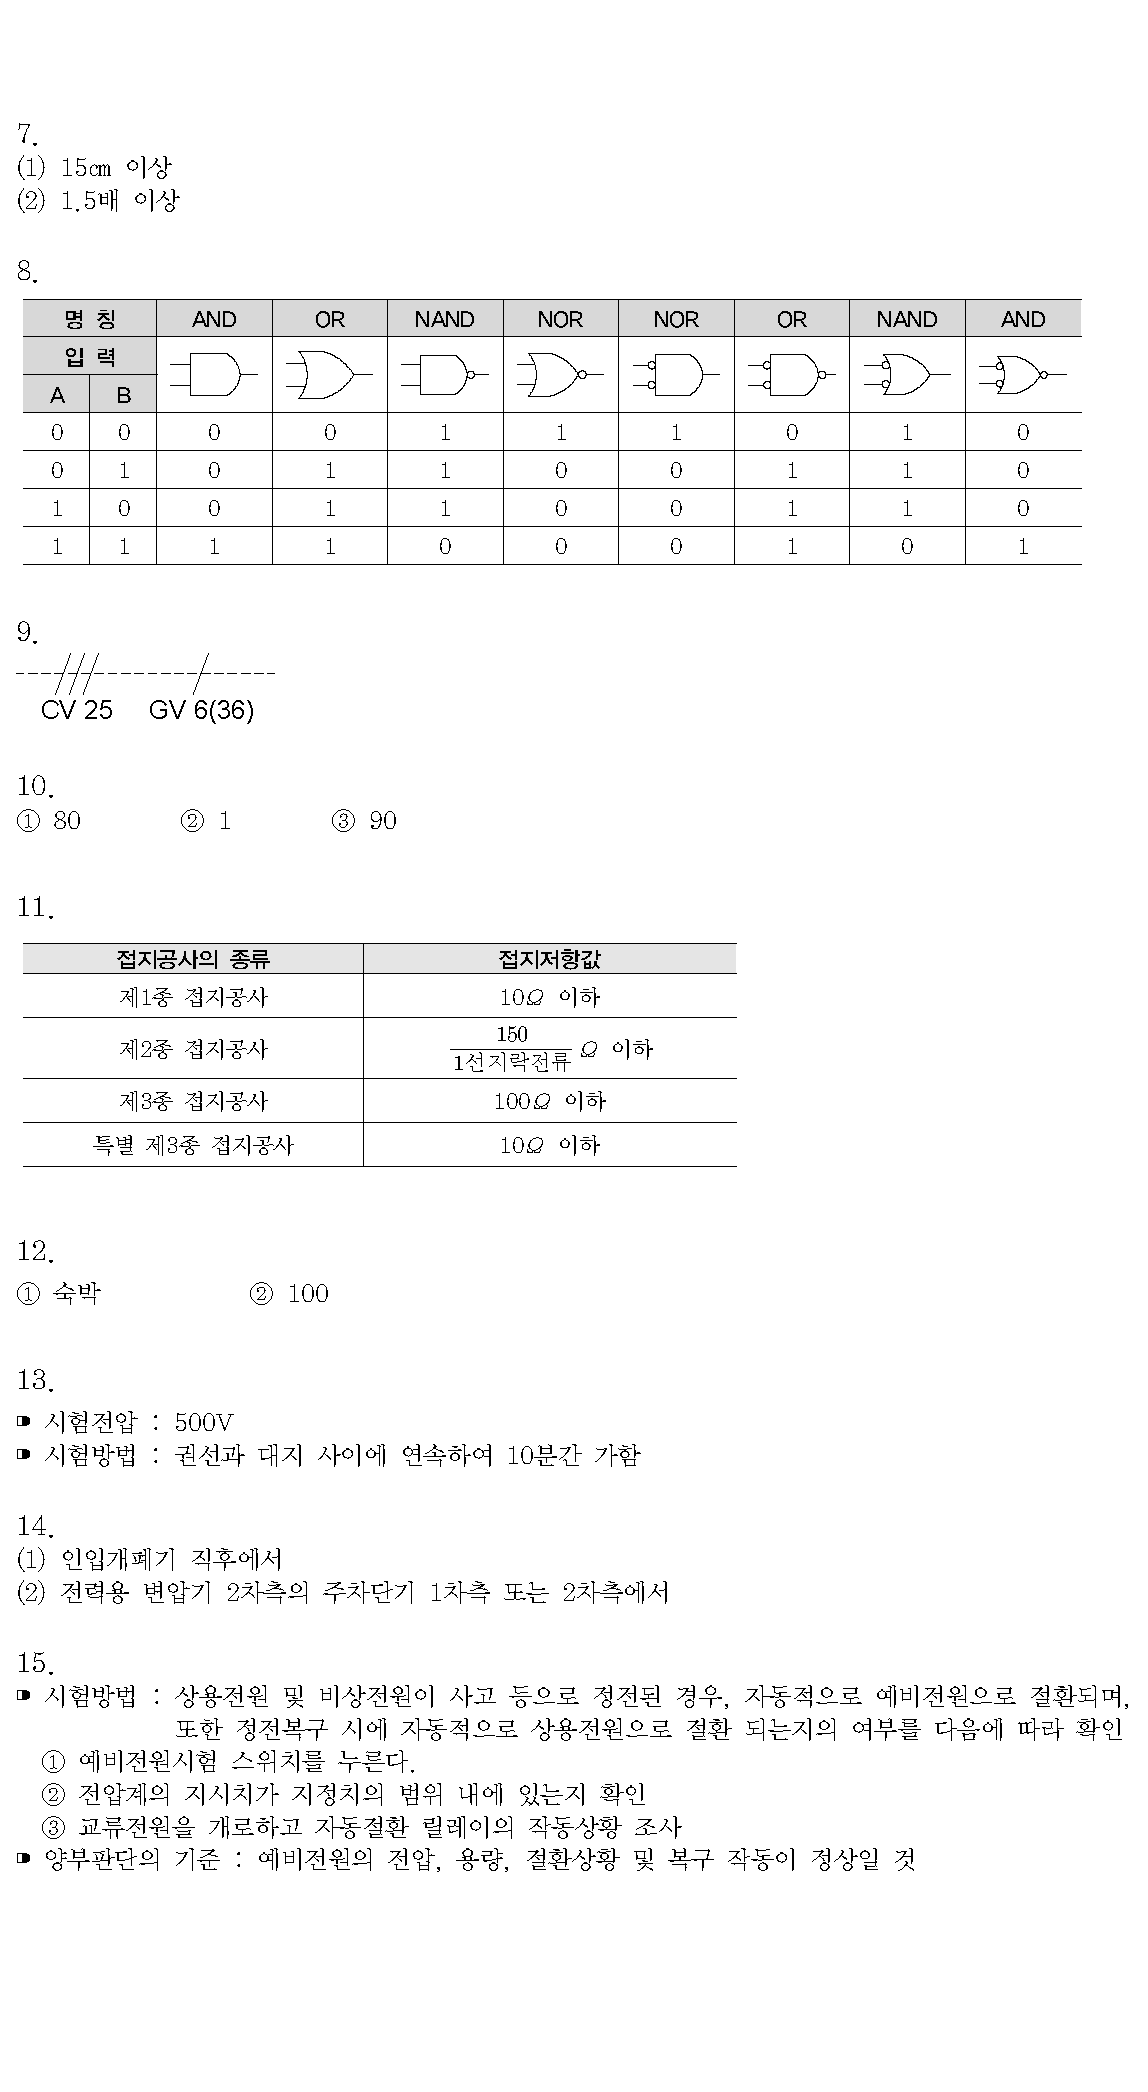 7.
(1) 15㎝ 이상
(2) 1.5배 이상
8.
명 칭 AND OR NAND NOR NOR OR NAND AND
입 력
A B
0 0 0 0 1 1 1 0 1 0
0 1 0 1 1 0 0 1 1 0
1 0 0 1 1 0 0 1 1 0
1 1 1 1 0 0 0 1 0 1
9.
CV 25 GV 6(36)
10.
① 80 ② 1 ③ 90
11.
접지공사의 종류 접지저항값
제1종 접지공사 10Ω 이하
제2종 접지공사 150/1선지락전류 Ω 이하
제3종 접지공사 100Ω 이하
특별 제3종 접지공사 10Ω 이하
12.
① 숙박 ② 100
13.
시험전압 : 500V
시험방법 : 권선과 대지 사이에 연속하여 10분간 가함
14.
(1) 인입개폐기 직후에서
(2) 전력용 변압기 2차측의 주차단기 1차측 또는 2차측에서
15.
시험방법 : 상용전원 및 비상전원이 사고 등으로 정전된 경우, 자동적으로 예비전원으로 절환되며,
또한 정전복구 시에 자동적으로 상용전원으로 절환 되는지의 여부를 다음에 따라 확인
① 예비전원시험 스위치를 누른다.
② 전압계의 지시치가 지정치의 범위 내에 있는지 확인
③ 교류전원을 개로하고 자동절환 릴레이의 작동상황 조사
양부판단의 기준 : 예비전원의 전압, 용량, 절환상황 및 복구 작동이 정상일 것